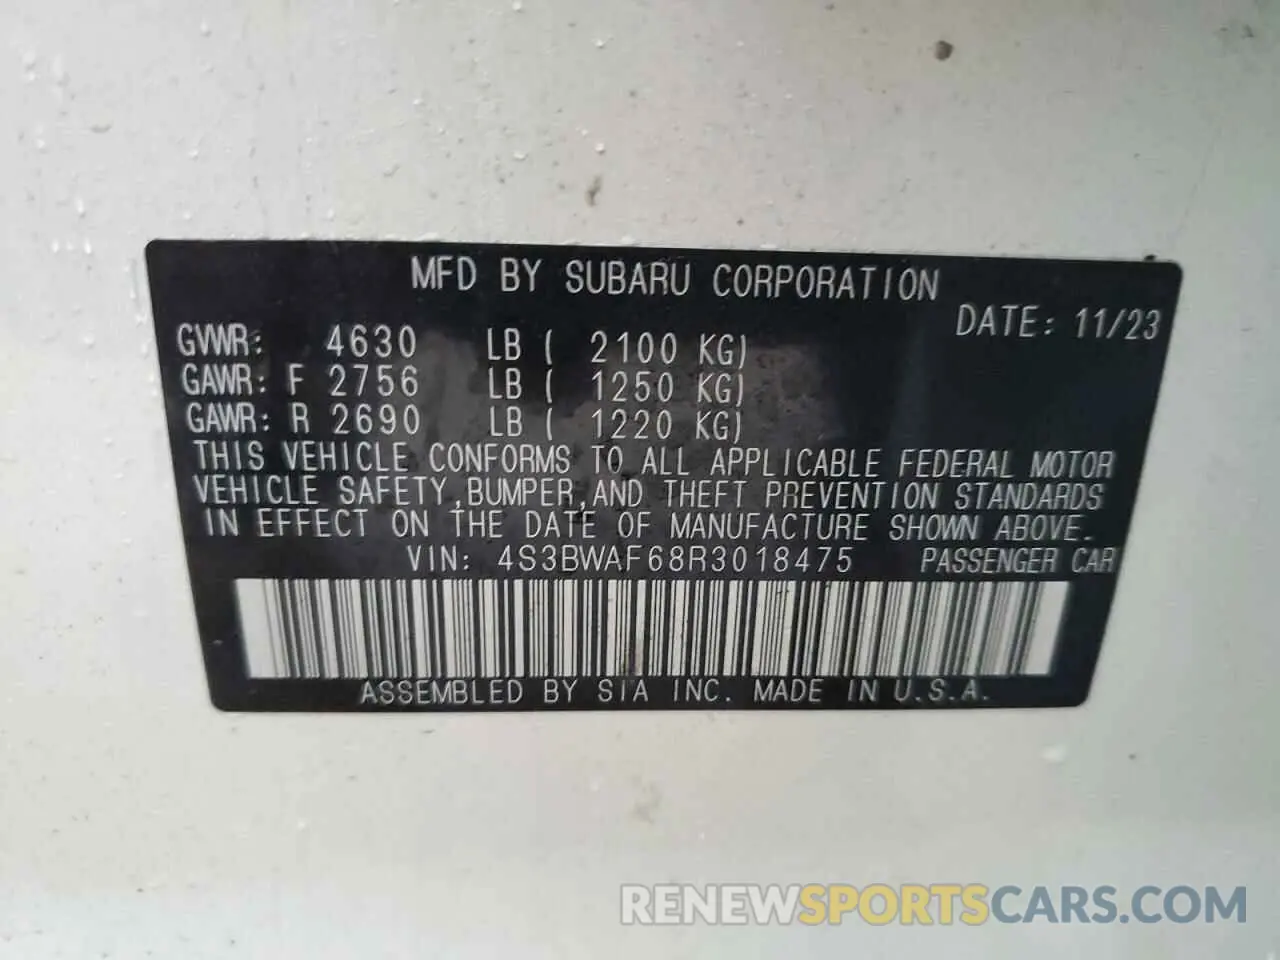 MFD BY SUBARU CORPORATION
DATE: 11/23
GVWR: 4630 LB ( 2100 KG)
GAWR: F 2756 LB ( 1250 KG)
GAWR: R 2690 LB ( 1220 KG)
THIS VEHICLE CONFORMS TO ALL APPLICABLE FEDERAL MOTOR
VEHICLE SAFETY,BUMPER,AND THEFT PREVENTION STANDARDS
IN EFFECT ON THE DATE OF MANUFACTURE SHOWN ABOVE.
VIN: 4S3BWAF68R3018475 PASSENGER CAR
ASSEMBLED BY SIA INC. MADE IN U.S.A.
RENEWSPORTSCARS.COM